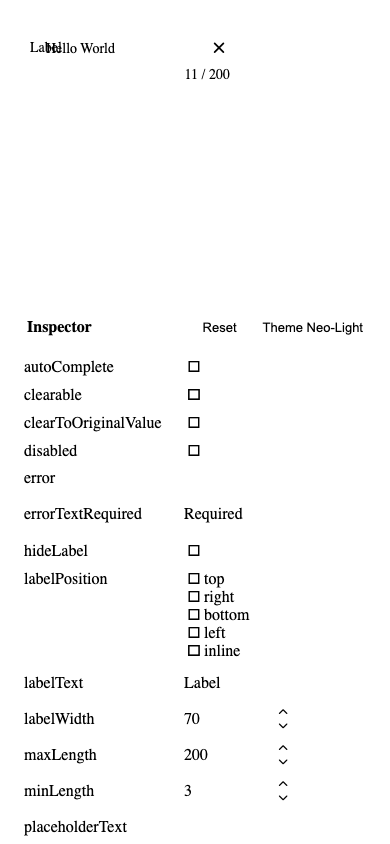 Label Hello World
11 / 200
Inspector Reset Theme Neo-Light
autoComplete
clearable
clearToOriginalValue
disabled
error
errorTextRequired Required
hideLabel
labelPosition top
right
bottom
left
inline
labelText Label
labelWidth 70
maxLength 200
minLength 3
placeholderText